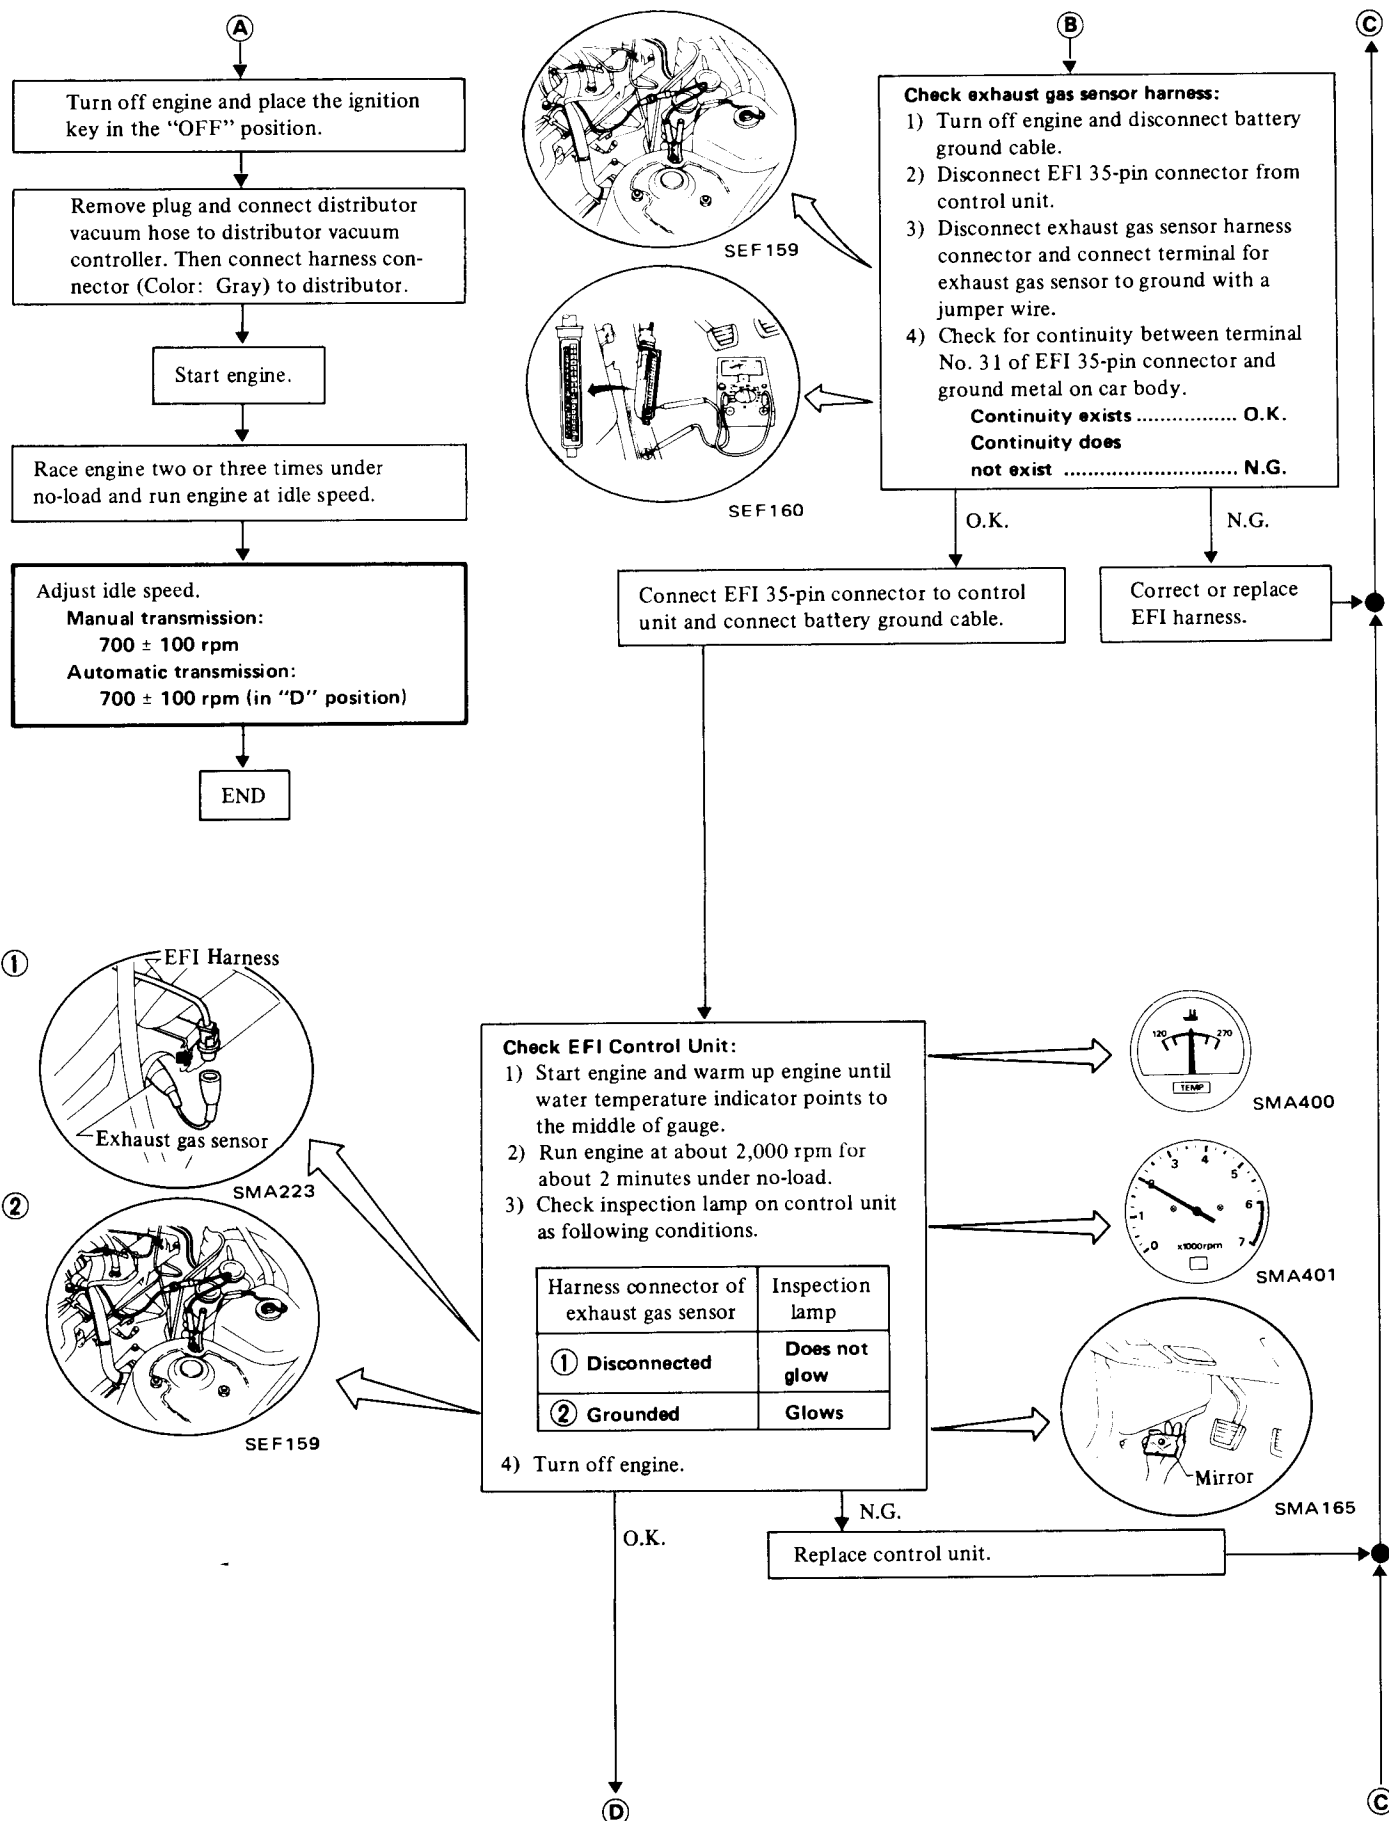 A
Turn off engine and place the ignition
key in the “OFF” position.
Remove plug and connect distributor
vacuum hose to distributor vacuum
controller. Then connect harness con-
nector (Color: Gray) to distributor.
Start engine.
Race engine two or three times under
no-load and run engine at idle speed.
Adjust idle speed.
Manual transmission:
700 ± 100 rpm
Automatic transmission:
700 ± 100 rpm (in “D” position)
END
SEF159
SEF160
B
Check exhaust gas sensor harness:
1) Turn off engine and disconnect battery
ground cable.
2) Disconnect EFI 35-pin connector from
control unit.
3) Disconnect exhaust gas sensor harness
connector and connect terminal for
exhaust gas sensor to ground with a
jumper wire.
4) Check for continuity between terminal
No. 31 of EFI 35-pin connector and
ground metal on car body.
Continuity exists ................. O.K.
Continuity does
not exist ............................. N.G.
O.K.
N.G.
Connect EFI 35-pin connector to control
unit and connect battery ground cable.
Correct or replace
EFI harness.
C
①
EFI Harness
Exhaust gas sensor
SMA223
②
SEF159
Check EFI Control Unit:
1) Start engine and warm up engine until
water temperature indicator points to
the middle of gauge.
2) Run engine at about 2,000 rpm for
about 2 minutes under no-load.
3) Check inspection lamp on control unit
as following conditions.
Harness connector of
exhaust gas sensor
Inspection
lamp
① Disconnected
Does not
glow
② Grounded
Glows
4) Turn off engine.
120
270
TEMP
SMA400
0
1
2
3
4
5
6
7
x1000rpm
SMA401
Mirror
SMA165
O.K.
N.G.
Replace control unit.
D
C